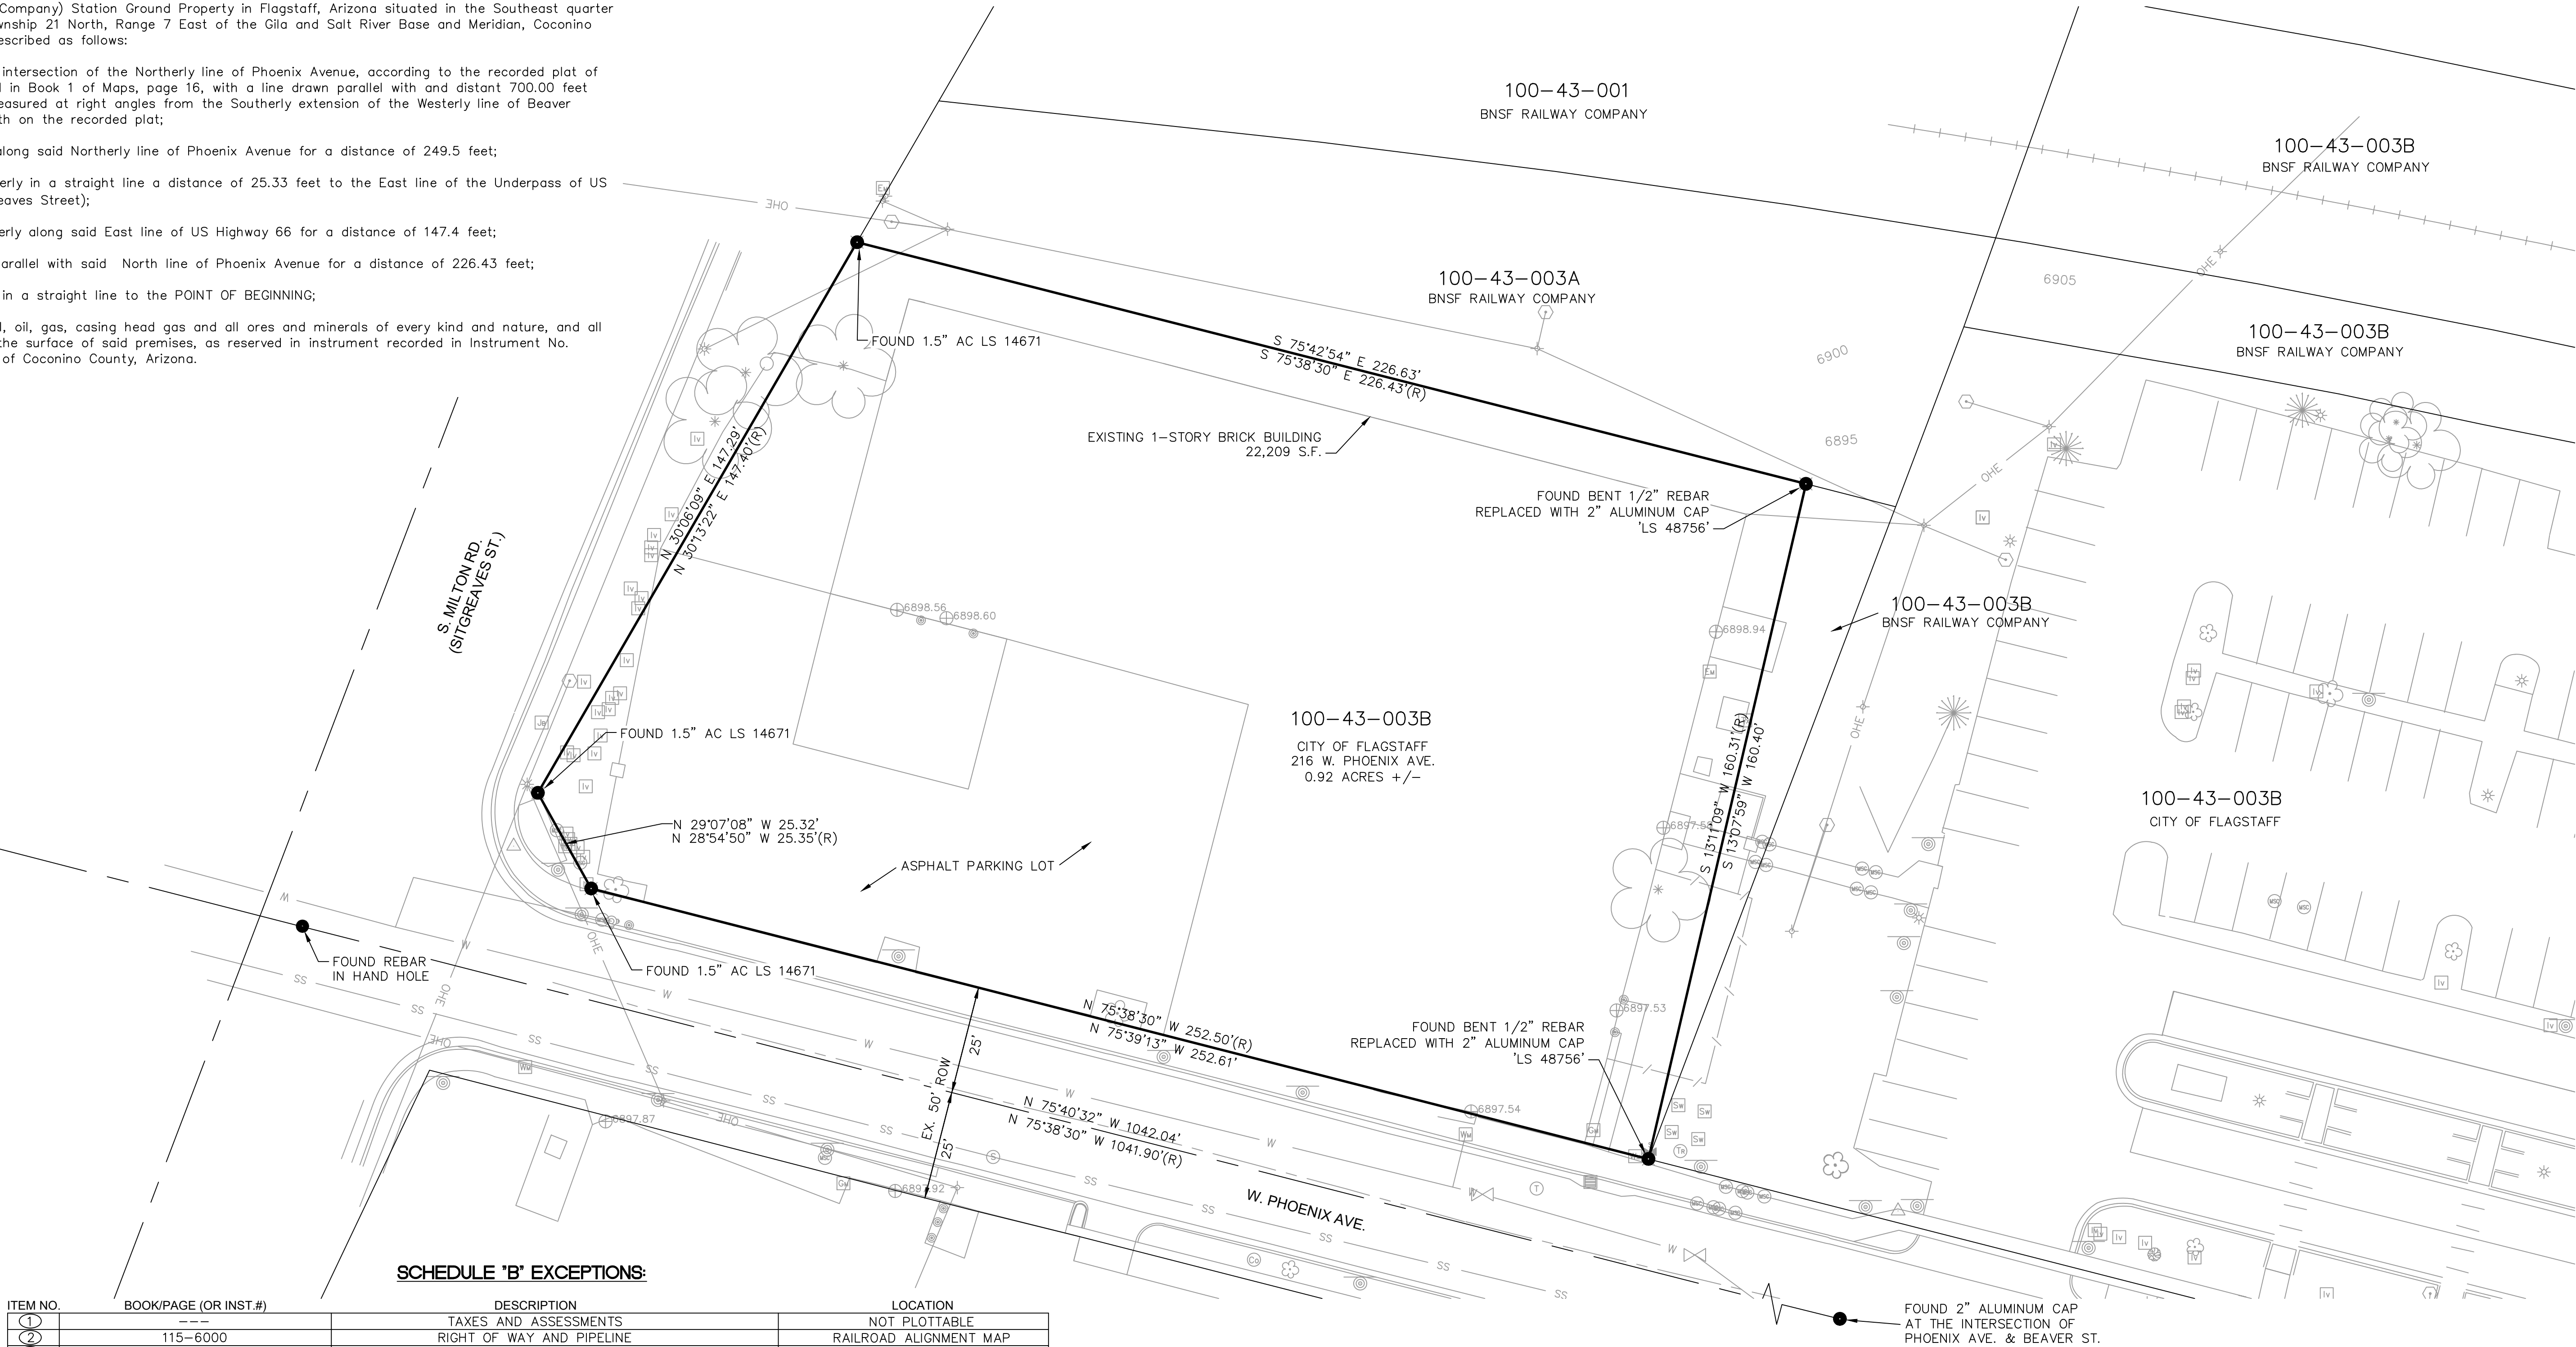 Company) Station Ground Property in Flagstaff, Arizona situated in the Southeast quarter
wnship 21 North, Range 7 East of the Gila and Salt River Base and Meridian, Coconino
escribed as follows:
intersection of the Northerly line of Phoenix Avenue, according to the recorded plat of
d in Book 1 of Maps, page 16, with a line drawn parallel with and distant 700.00 feet
easured at right angles from the Southerly extension of the Westerly line of Beaver
th on the recorded plat;
along said Northerly line of Phoenix Avenue for a distance of 249.5 feet;
erly in a straight line a distance of 25.33 feet to the East line of the Underpass of US
eaves Street);
erly along said East line of US Highway 66 for a distance of 147.4 feet;
arallel with said North line of Phoenix Avenue for a distance of 226.43 feet;
in a straight line to the POINT OF BEGINNING;
l, oil, gas, casing head gas and all ores and minerals of every kind and nature, and all
the surface of said premises, as reserved in instrument recorded in Instrument No.
of Coconino County, Arizona.
100-43-001
BNSF RAILWAY COMPANY
100-43-003B
BNSF RAILWAY COMPANY
Em
OHE
100-43-003A
BNSF RAILWAY COMPANY
6905
OHE
100-43-003B
BNSF RAILWAY COMPANY
FOUND 1.5" AC LS 14671
S 75°42'54" E 226.63'
S 75°38'30" E 226.43'(R)
6900
6895
EXISTING 1-STORY BRICK BUILDING
22,209 S.F.
N 30°06'09" E 147.29'
N 30°13'22" E 147.40'(R)
OHE
FOUND BENT 1/2" REBAR
REPLACED WITH 2" ALUMINUM CAP
'LS 48756'
S. MILTON RD.
(SITGREAVES ST.)
6898.56
6898.60
6898.94
100-43-003B
BNSF RAILWAY COMPANY
Em
100-43-003B
CITY OF FLAGSTAFF
216 W. PHOENIX AVE.
0.92 ACRES +/-
S 13°11'09" W 160.31'(R)
S 13°07'59" W 160.40'
OHE
FOUND 1.5" AC LS 14671
100-43-003B
CITY OF FLAGSTAFF
N 29°07'08" W 25.32'
N 28°54'50" W 25.35'(R)
ASPHALT PARKING LOT
FOUND REBAR
IN HAND HOLE
FOUND 1.5" AC LS 14671
OHE
OHE
N 75°38'30" W 252.50'(R)
N 75°39'13" W 252.61'
6897.53
FOUND BENT 1/2" REBAR
REPLACED WITH 2" ALUMINUM CAP
'LS 48756'
EX. 50' ROW
25'
25'
N 75°40'32" W 1042.04'
N 75°38'30" W 1041.90'(R)
6897.54
6897.87
6897.92
OHE
OHE
W. PHOENIX AVE.
SCHEDULE "B" EXCEPTIONS:
ITEM NO. BOOK/PAGE (OR INST.#) DESCRIPTION LOCATION
1 --- TAXES AND ASSESSMENTS NOT PLOTTABLE
2 115-6000 RIGHT OF WAY AND PIPELINE RAILROAD ALIGNMENT MAP
FOUND 2" ALUMINUM CAP
AT THE INTERSECTION OF
PHOENIX AVE. & BEAVER ST.